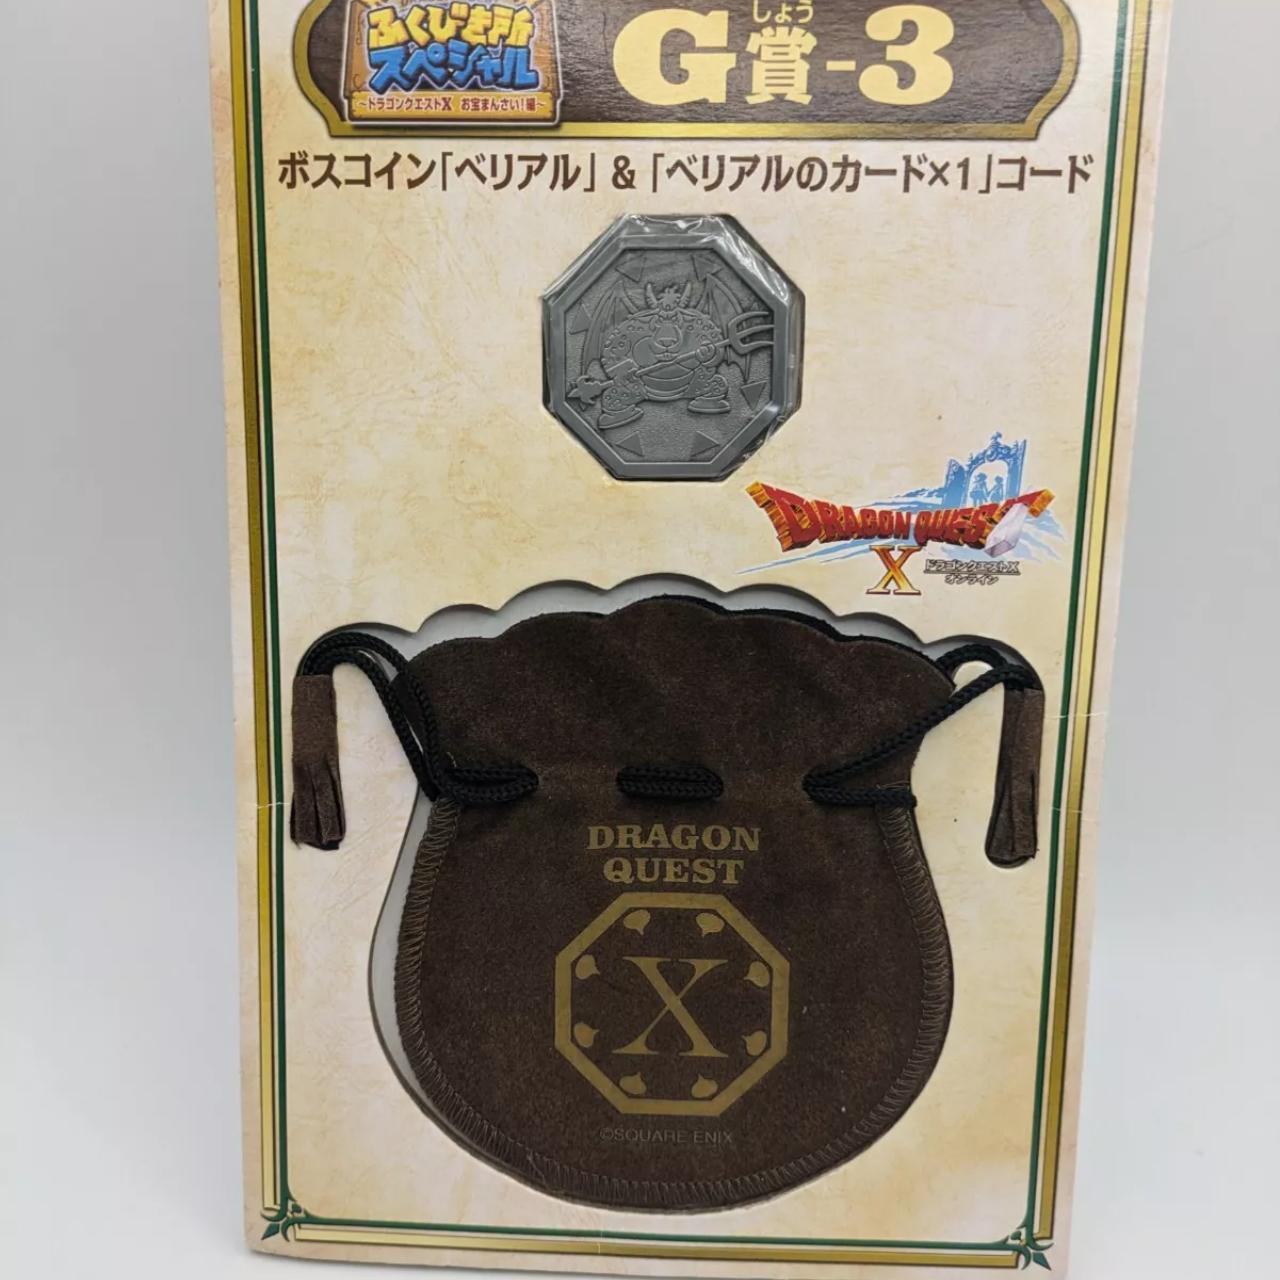 ふくびき所
スペシャル
～ドラゴンクエストX お宝まんさい!編～
しょう
G賞-3
ボスコイン「ベリアル」&「ベリアルのカード×1」コード
DRAGON QUEST
X
ドラゴンクエストX
オンライン
DRAGON
QUEST
X
©SQUARE ENIX